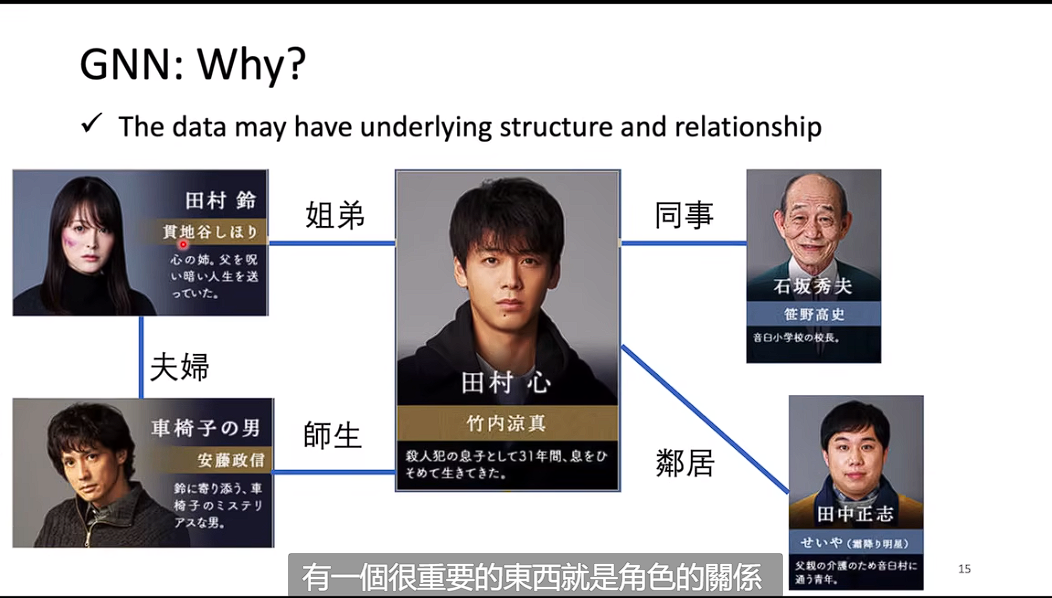 GNN: Why?
✓ The data may have underlying structure and relationship
田村 鈴
貫地谷しほり
心の姉。父を呪
い暗い人生を送
っていた。
姐弟
田村 心
竹内涼真
殺人犯の息子として31年間、息をひ
そめて生きてきた。
同事
石坂秀夫
笹野高史
音臼小学校の校長。
夫婦
車椅子の男
安藤政信
鈴に寄り添う、車
椅子のミステリ
アスな男。
師生
鄰居
田中正志
せいや(霜降り明星)
父親の介護のため音臼村に
通う青年。
有一個很重要的東西就是角色的關係
15